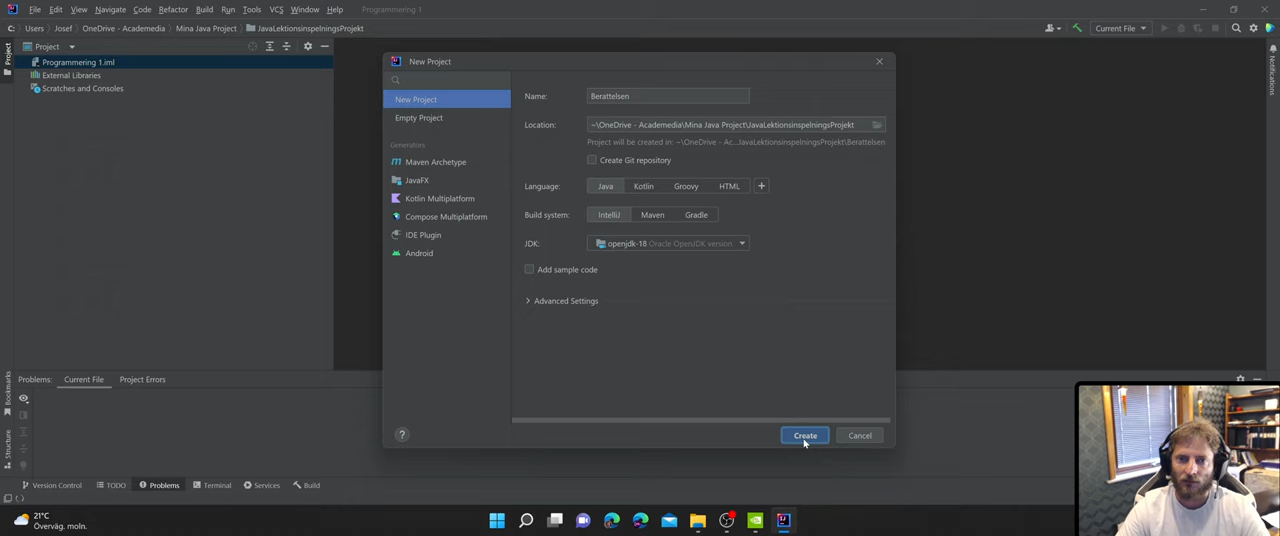 File Edit View Navigate Code Refactor Build Run Tools VCS Window Help Programmering 1
C: Users Josef OneDrive - Academedia Mina Java Project JavaLektionsinspelningsProjekt Current File
Project
Project
Programmering 1.iml
External Libraries
Scratches and Consoles
Notifications
New Project
New Project
Empty Project
Generators
Maven Archetype
JavaFX
Kotlin Multiplatform
Compose Multiplatform
IDE Plugin
Android
Name: Berattelsen
Location: ~\OneDrive - Academedia\Mina Java Project\JavaLektionsinspelningsProjekt
Project will be created in: ~\OneDrive - Ac...JavaLektionsinspelningsProjekt\Berattelsen
Create Git repository
Language: Java Kotlin Groovy HTML +
Build system: IntelliJ Maven Gradle
JDK: openjdk-18 Oracle OpenJDK version
Add sample code
Advanced Settings
? Create Cancel
Problems: Current File Project Errors
Bookmarks
Structure
Version Control TODO Problems Terminal Services Build
21°C
Överväg. moln.